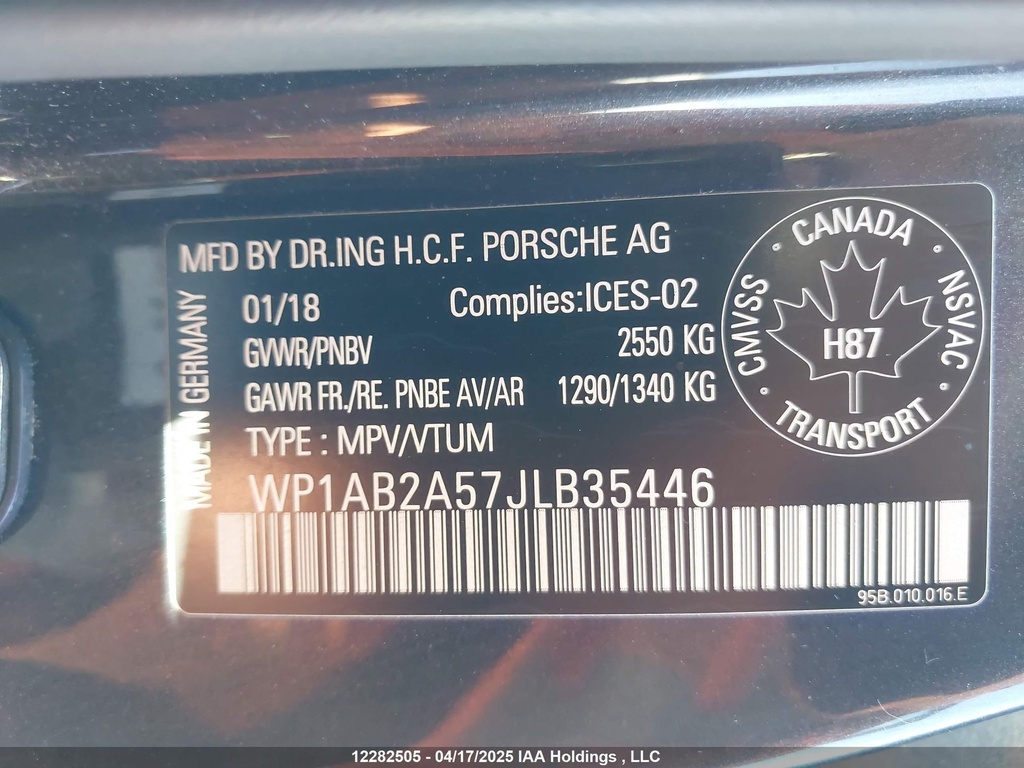 MFD BY DR.ING H.C.F. PORSCHE AG
01/18 Complies:ICES-02
GVWR/PNBV 2550 KG
GAWR FR./RE. PNBE AV/AR 1290/1340 KG
TYPE : MPV/VTUM
WP1AB2A57JLB35446
MADE IN GERMANY
CANADA
CMVSS
NSVAC
H87
TRANSPORT
95B.010.016.E
12282505 - 04/17/2025 IAA Holdings , LLC